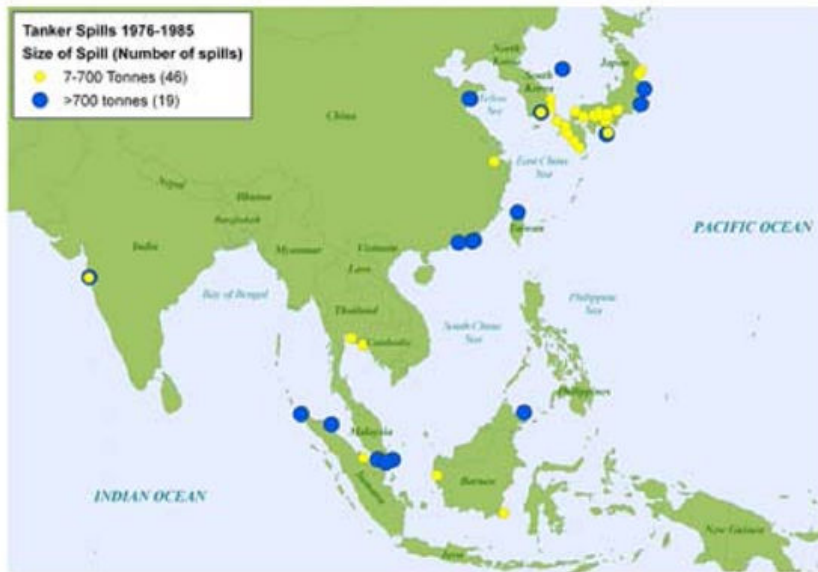 Tanker Spills 1976-1985
Size of Spill (Number of spills)
7-700 Tonnes (46)
>700 tonnes (19)
North
Korea
Japan
South
Korea
Yellow
Sea
China
East China
Sea
Nepal
Bhutan
Bangladesh
Taiwan
PACIFIC OCEAN
India
Myanmar
Vietnam
Laos
Bay of Bengal
Philippine
Sea
Thailand
South China
Sea
Cambodia
Philippines
Malaysia
Borneo
Sumatra
INDIAN OCEAN
New Guinea
Java